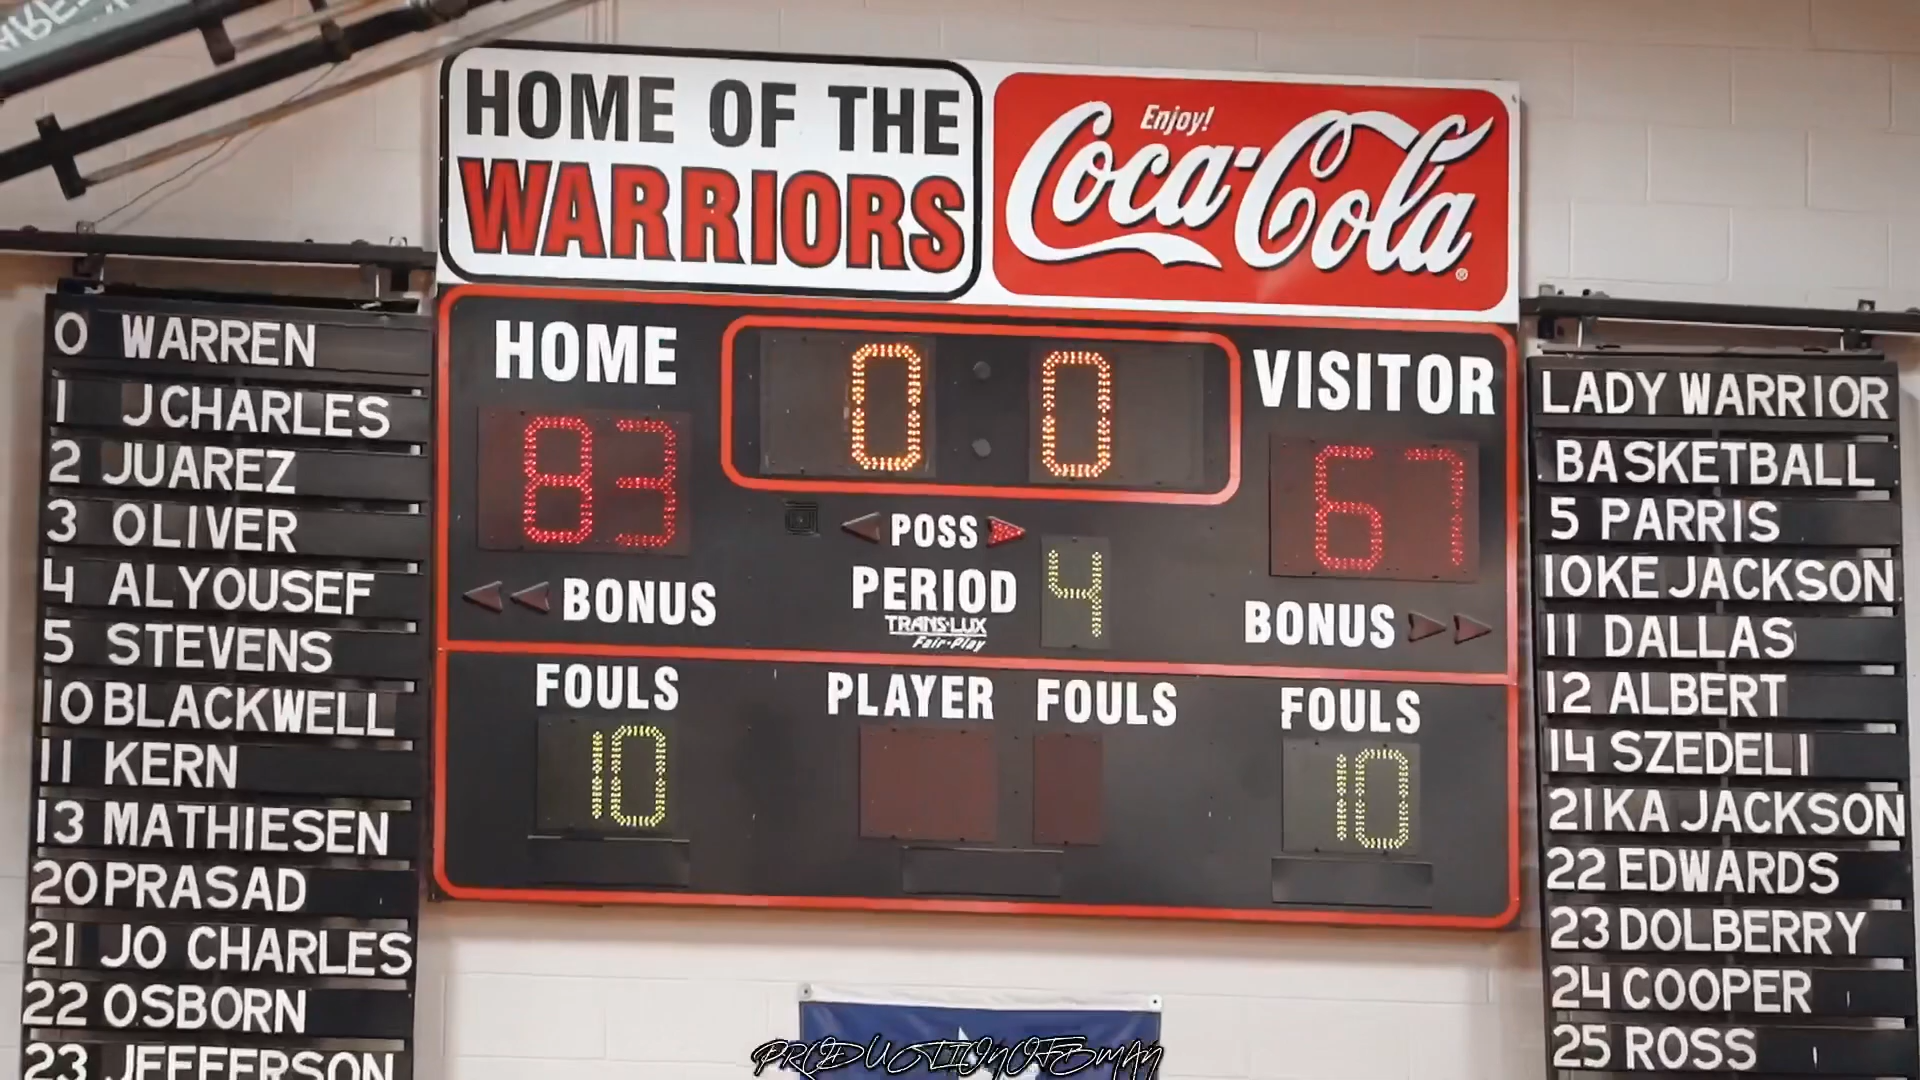 HOME OF THE
WARRIORS
Enjoy!
Coca-Cola
®
HOME
0 : 0
VISITOR
83
67
POSS
PERIOD 4
TRANS-LUX
Fair-Play
BONUS
BONUS
FOULS
PLAYER FOULS
FOULS
10
10
0 WARREN
1 J CHARLES
2 JUAREZ
3 OLIVER
4 ALYOUSEF
5 STEVENS
10 BLACKWELL
11 KERN
13 MATHIESEN
20 PRASAD
21 JO CHARLES
22 OSBORN
23 JEFFERSON
LADY WARRIOR
BASKETBALL
5 PARRIS
10 KE JACKSON
11 DALLAS
12 ALBERT
14 SZEDELI
21 KA JACKSON
22 EDWARDS
23 DOLBERRY
24 COOPER
25 ROSS
PRODUCTIONOFBMAN